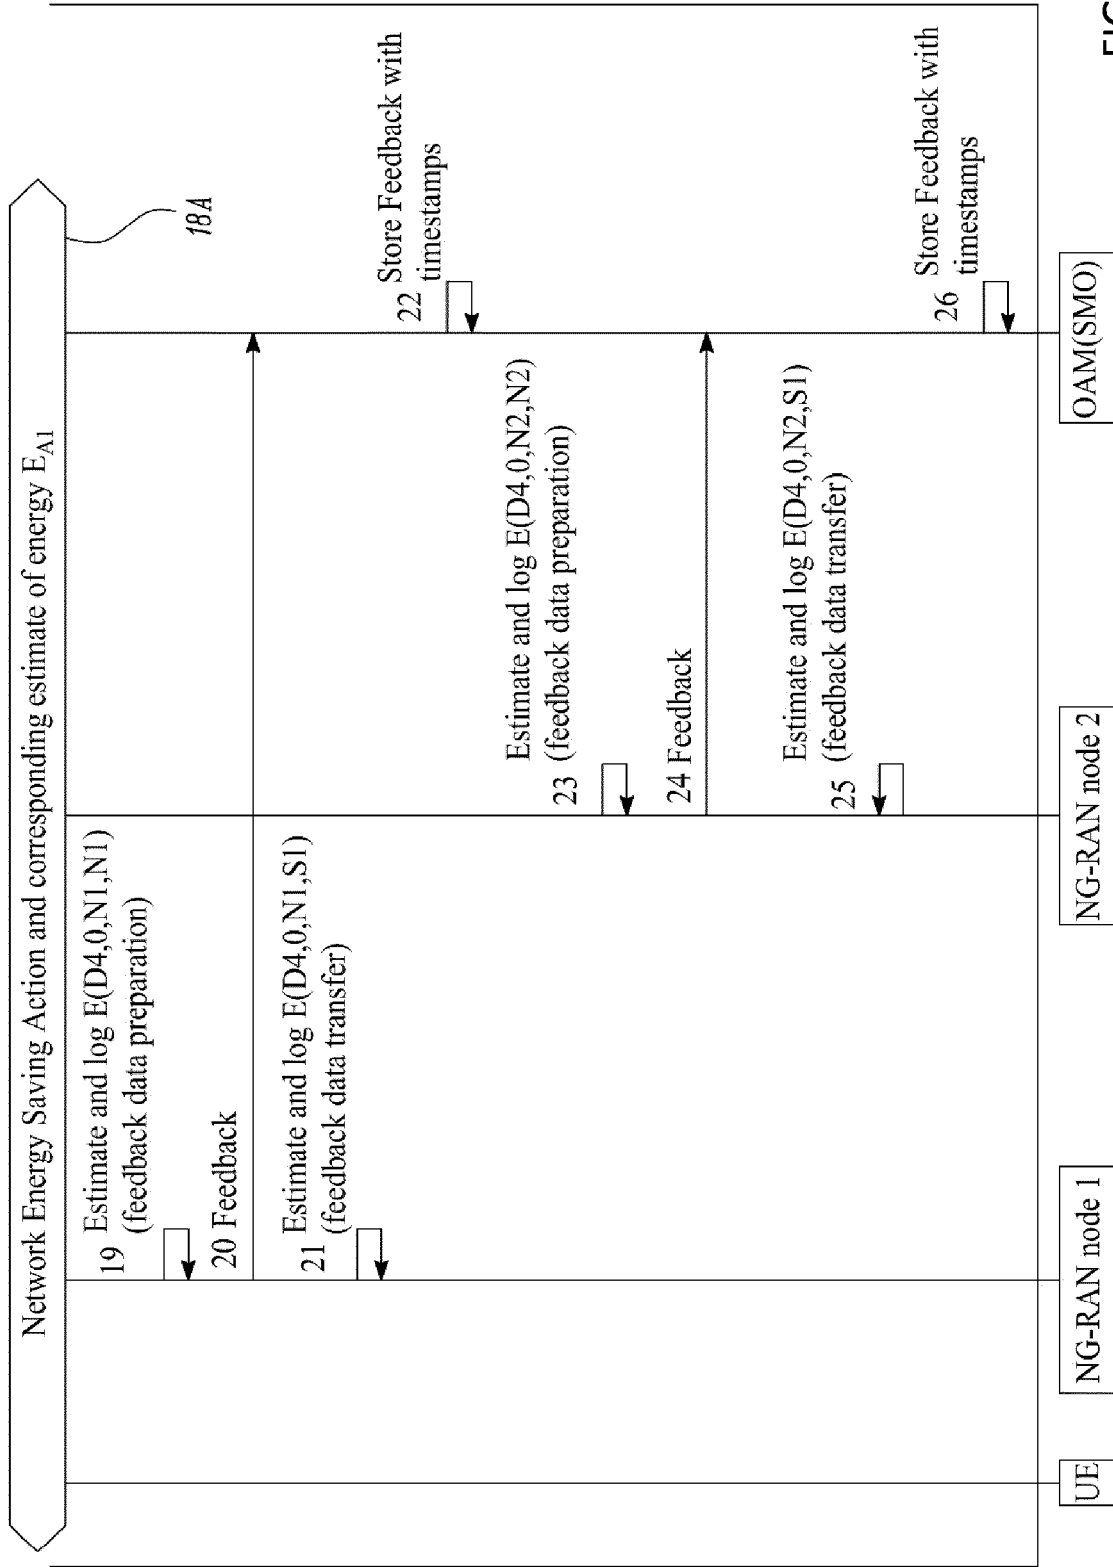 Network Energy Saving Action and corresponding estimate of energy E_A1
18A
19 Estimate and log E(D4,0,N1,N1)
(feedback data preparation)
20 Feedback
21 Estimate and log E(D4,0,N1,S1)
(feedback data transfer)
22 Store Feedback with
timestamps
23 Estimate and log E(D4,0,N2,N2)
(feedback data preparation)
24 Feedback
25 Estimate and log E(D4,0,N2,S1)
(feedback data transfer)
26 Store Feedback with
timestamps
UE
NG-RAN node 1
NG-RAN node 2
OAM(SMO)